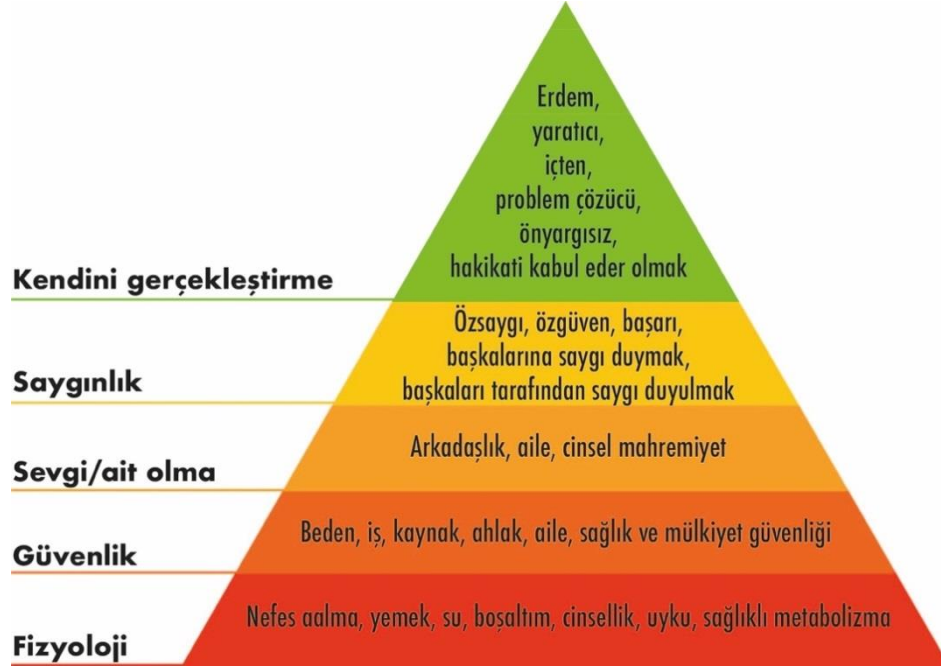 Erdem,
yaratıcı,
içten,
problem çözücü,
önyargısız,
hakikati kabul eder olmak
Kendini gerçekleştirme
Özsaygı, özgüven, başarı,
başkalarına saygı duymak,
başkaları tarafından saygı duyulmak
Saygınlık
Arkadaşlık, aile, cinsel mahremiyet
Sevgi/ait olma
Beden, iş, kaynak, ahlak, aile, sağlık ve mülkiyet güvenliği
Güvenlik
Nefes aalma, yemek, su, boşaltım, cinsellik, uyku, sağlıklı metabolizma
Fizyoloji